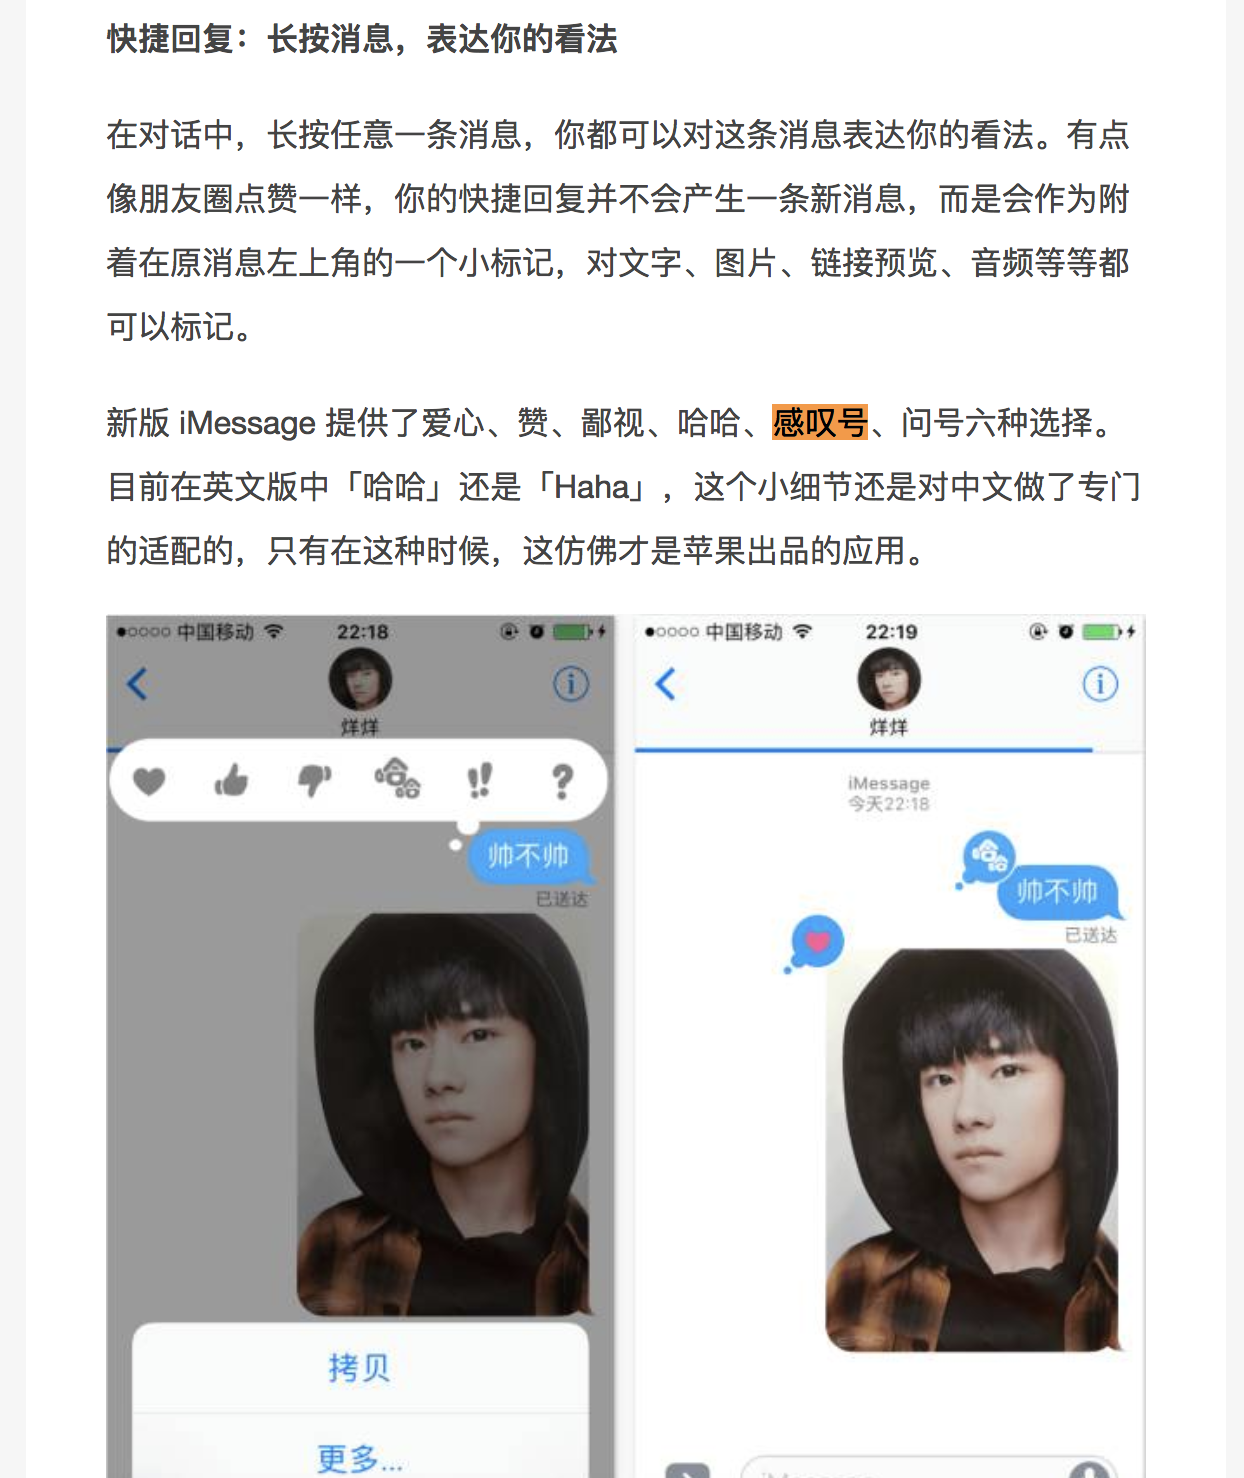 快捷回复：长按消息，表达你的看法
在对话中，长按任意一条消息，你都可以对这条消息表达你的看法。有点
像朋友圈点赞一样，你的快捷回复并不会产生一条新消息，而是会作为附
着在原消息左上角的一个小标记，对文字、图片、链接预览、音频等等都
可以标记。
新版 iMessage 提供了爱心、赞、鄙视、哈哈、感叹号、问号六种选择。
目前在英文版中「哈哈」还是「Haha」，这个小细节还是对中文做了专门
的适配的，只有在这种时候，这仿佛才是苹果出品的应用。
中国移动 22:18
烊烊
哈哈 !! ?
帅不帅
已送达
拷贝
更多...
中国移动 22:19
烊烊
iMessage
今天22:18
哈哈
帅不帅
已送达
iMessage